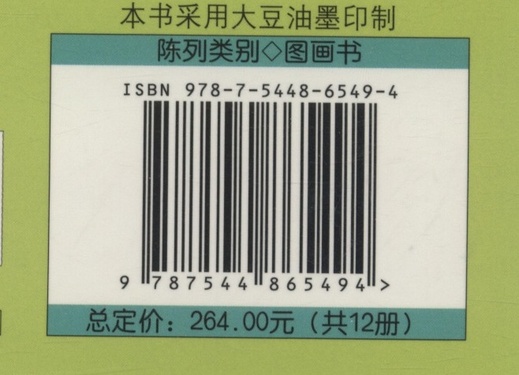 本书采用大豆油墨印制
陈列类别◇图画书
ISBN 978-7-5448-6549-4
9 787544 865494 >
总定价：264.00元（共12册）